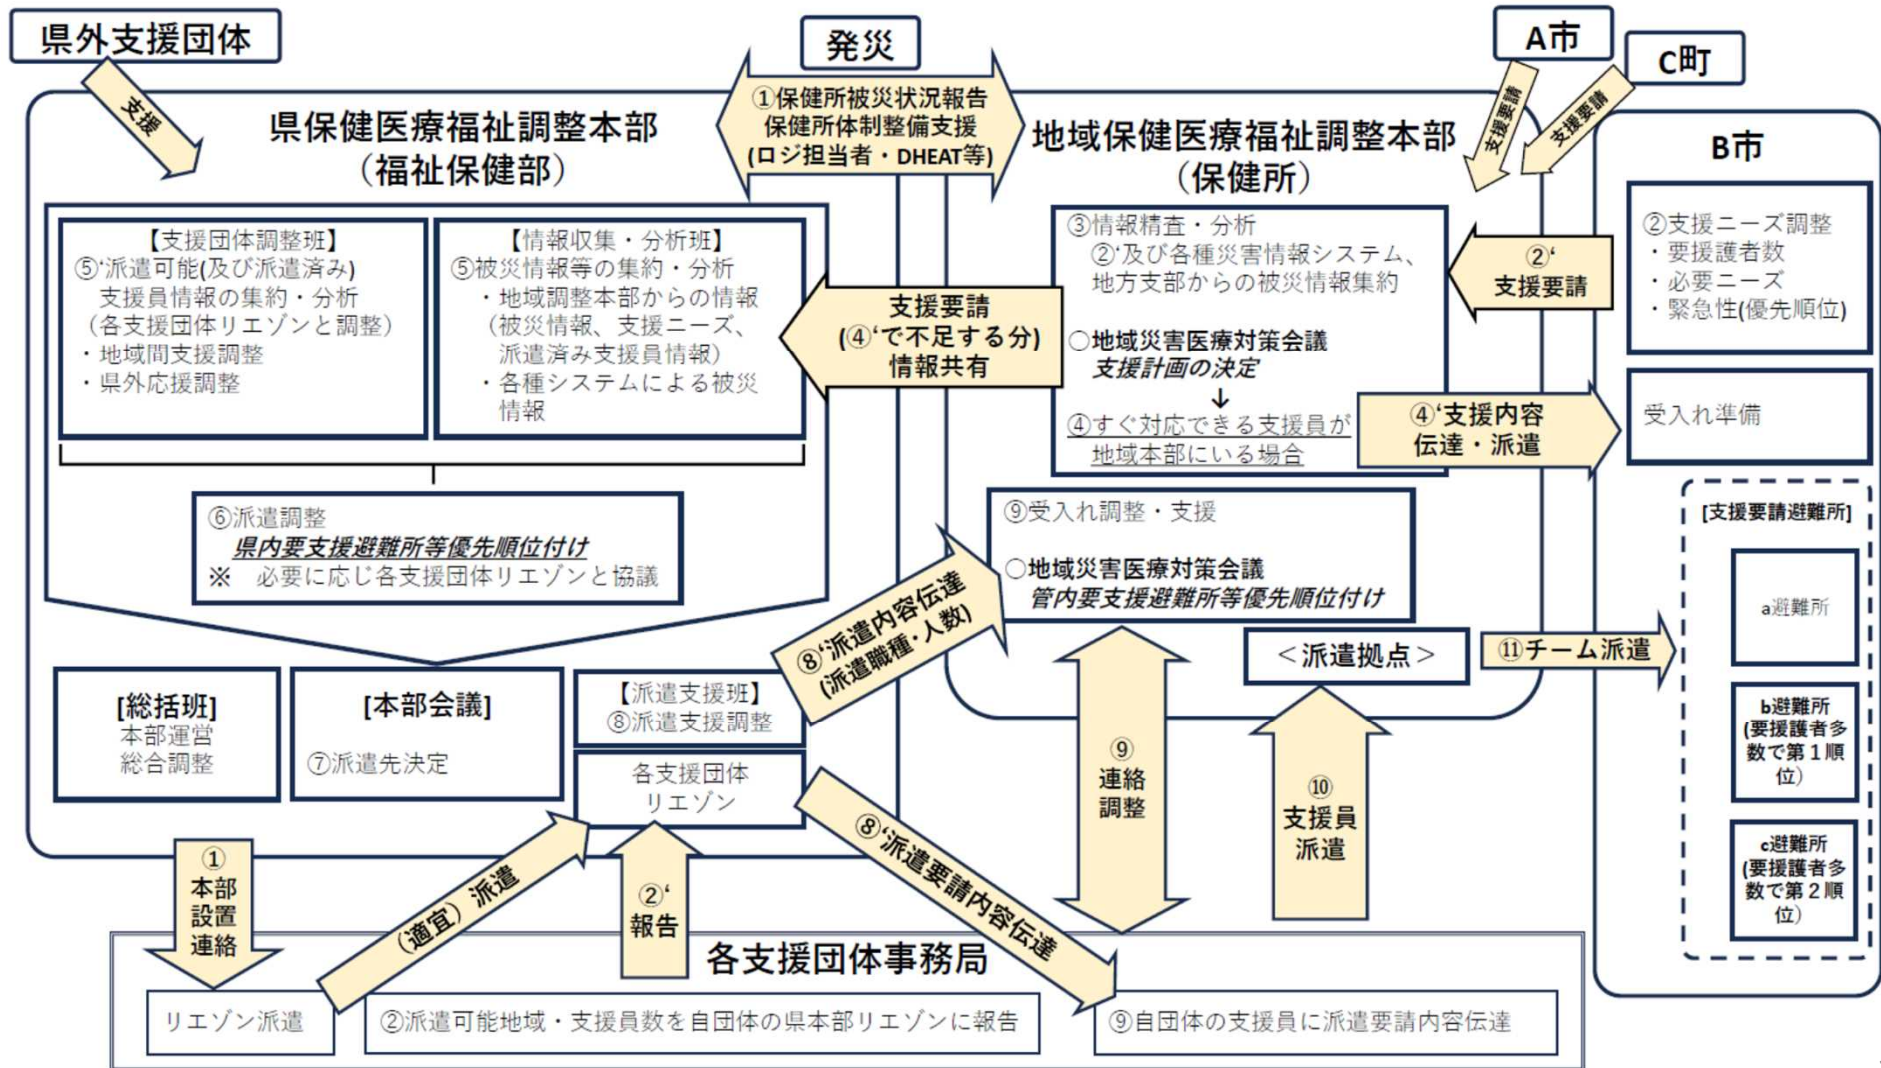 県外支援団体
発災
A市
C町
支援
①保健所被災状況報告
保健所体制整備支援
(ロジ担当者・DHEAT等)
支援要請
支援要請
県保健医療福祉調整本部
（福祉保健部）
地域保健医療福祉調整本部
（保健所）
B市
【支援団体調整班】
⑤‘派遣可能(及び派遣済み)
支援員情報の集約・分析
（各支援団体リエゾンと調整）
・地域間支援調整
・県外応援調整
【情報収集・分析班】
⑤被災情報等の集約・分析
・地域調整本部からの情報
（被災情報、支援ニーズ、
派遣済み支援員情報）
・各種システムによる被災
情報
支援要請
(④‘で不足する分)
情報共有
③情報精査・分析
②‘及び各種災害情報システム、
地方支部からの被災情報集約
○地域災害医療対策会議
支援計画の決定
↓
④すぐ対応できる支援員が
地域本部にいる場合
②‘
支援要請
②支援ニーズ調整
・要援護者数
・必要ニーズ
・緊急性(優先順位)
④‘支援内容
伝達・派遣
受入れ準備
⑥派遣調整
県内要支援避難所等優先順位付け
※　必要に応じ各支援団体リエゾンと協議
⑨受入れ調整・支援
○地域災害医療対策会議
管内要支援避難所等優先順位付け
[支援要請避難所]
a避難所
b避難所
(要援護者多
数で第１順
位）
c避難所
(要援護者多
数で第２順
位）
⑧‘派遣内容伝達
(派遣職種・人数)
＜派遣拠点＞
⑪チーム派遣
[総括班]
本部運営
総合調整
[本部会議]
⑦派遣先決定
【派遣支援班】
⑧派遣支援調整
各支援団体
リエゾン
⑨
連絡
調整
⑩
支援員
派遣
①
本部
設置
連絡
（適宜）派遣
②‘
報告
⑧‘派遣要請内容伝達
各支援団体事務局
リエゾン派遣
②派遣可能地域・支援員数を自団体の県本部リエゾンに報告
⑨自団体の支援員に派遣要請内容伝達